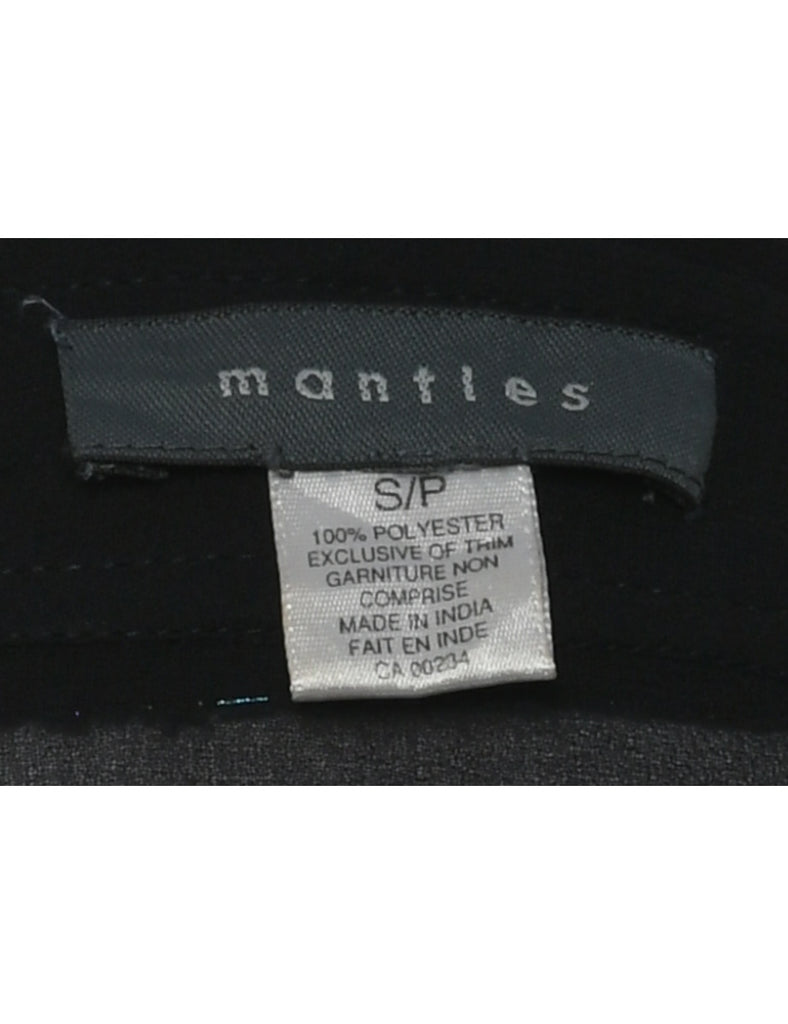 mantles
S/P
100% POLYESTER
EXCLUSIVE OF TRIM
GARNITURE NON
COMPRISE
MADE IN INDIA
FAIT EN INDE
CA 00234